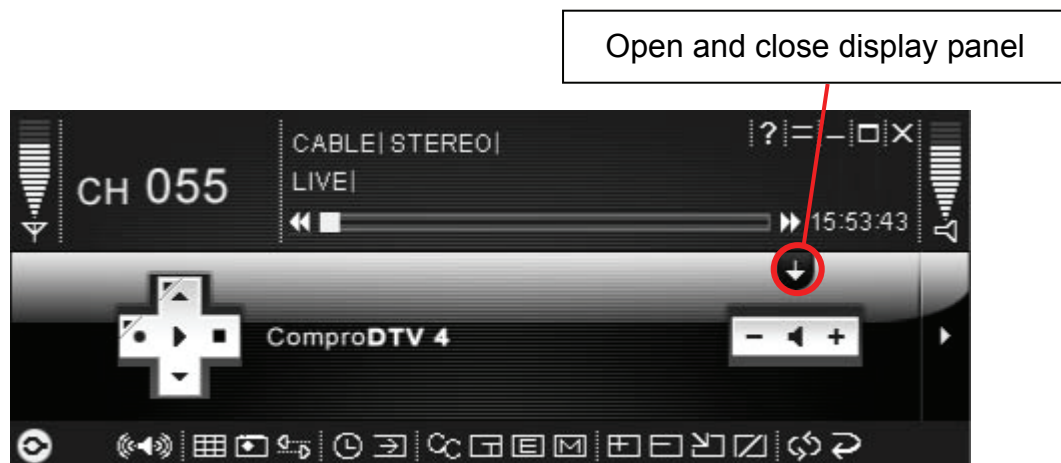 Open and close display panel
CABLE| STEREO|
CH 055
LIVE|
15:53:43
ComproDTV 4